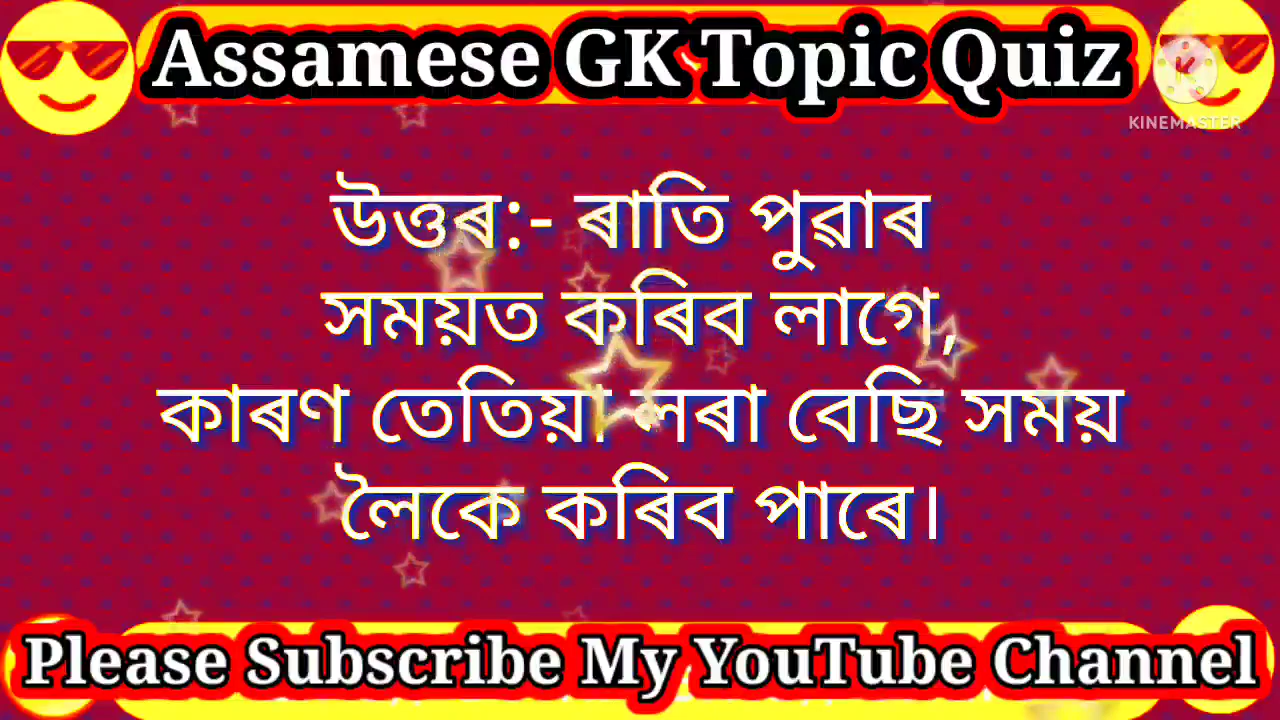 Assamese GK Topic Quiz
KINEMASTER
উত্তৰ:- ৰাতি পুৱাৰ
সময়ত কৰিব লাগে,
কাৰণ তেতিয়া লৰা বেছি সময়
লৈকে কৰিব পাৰে।
Please Subscribe My YouTube Channel